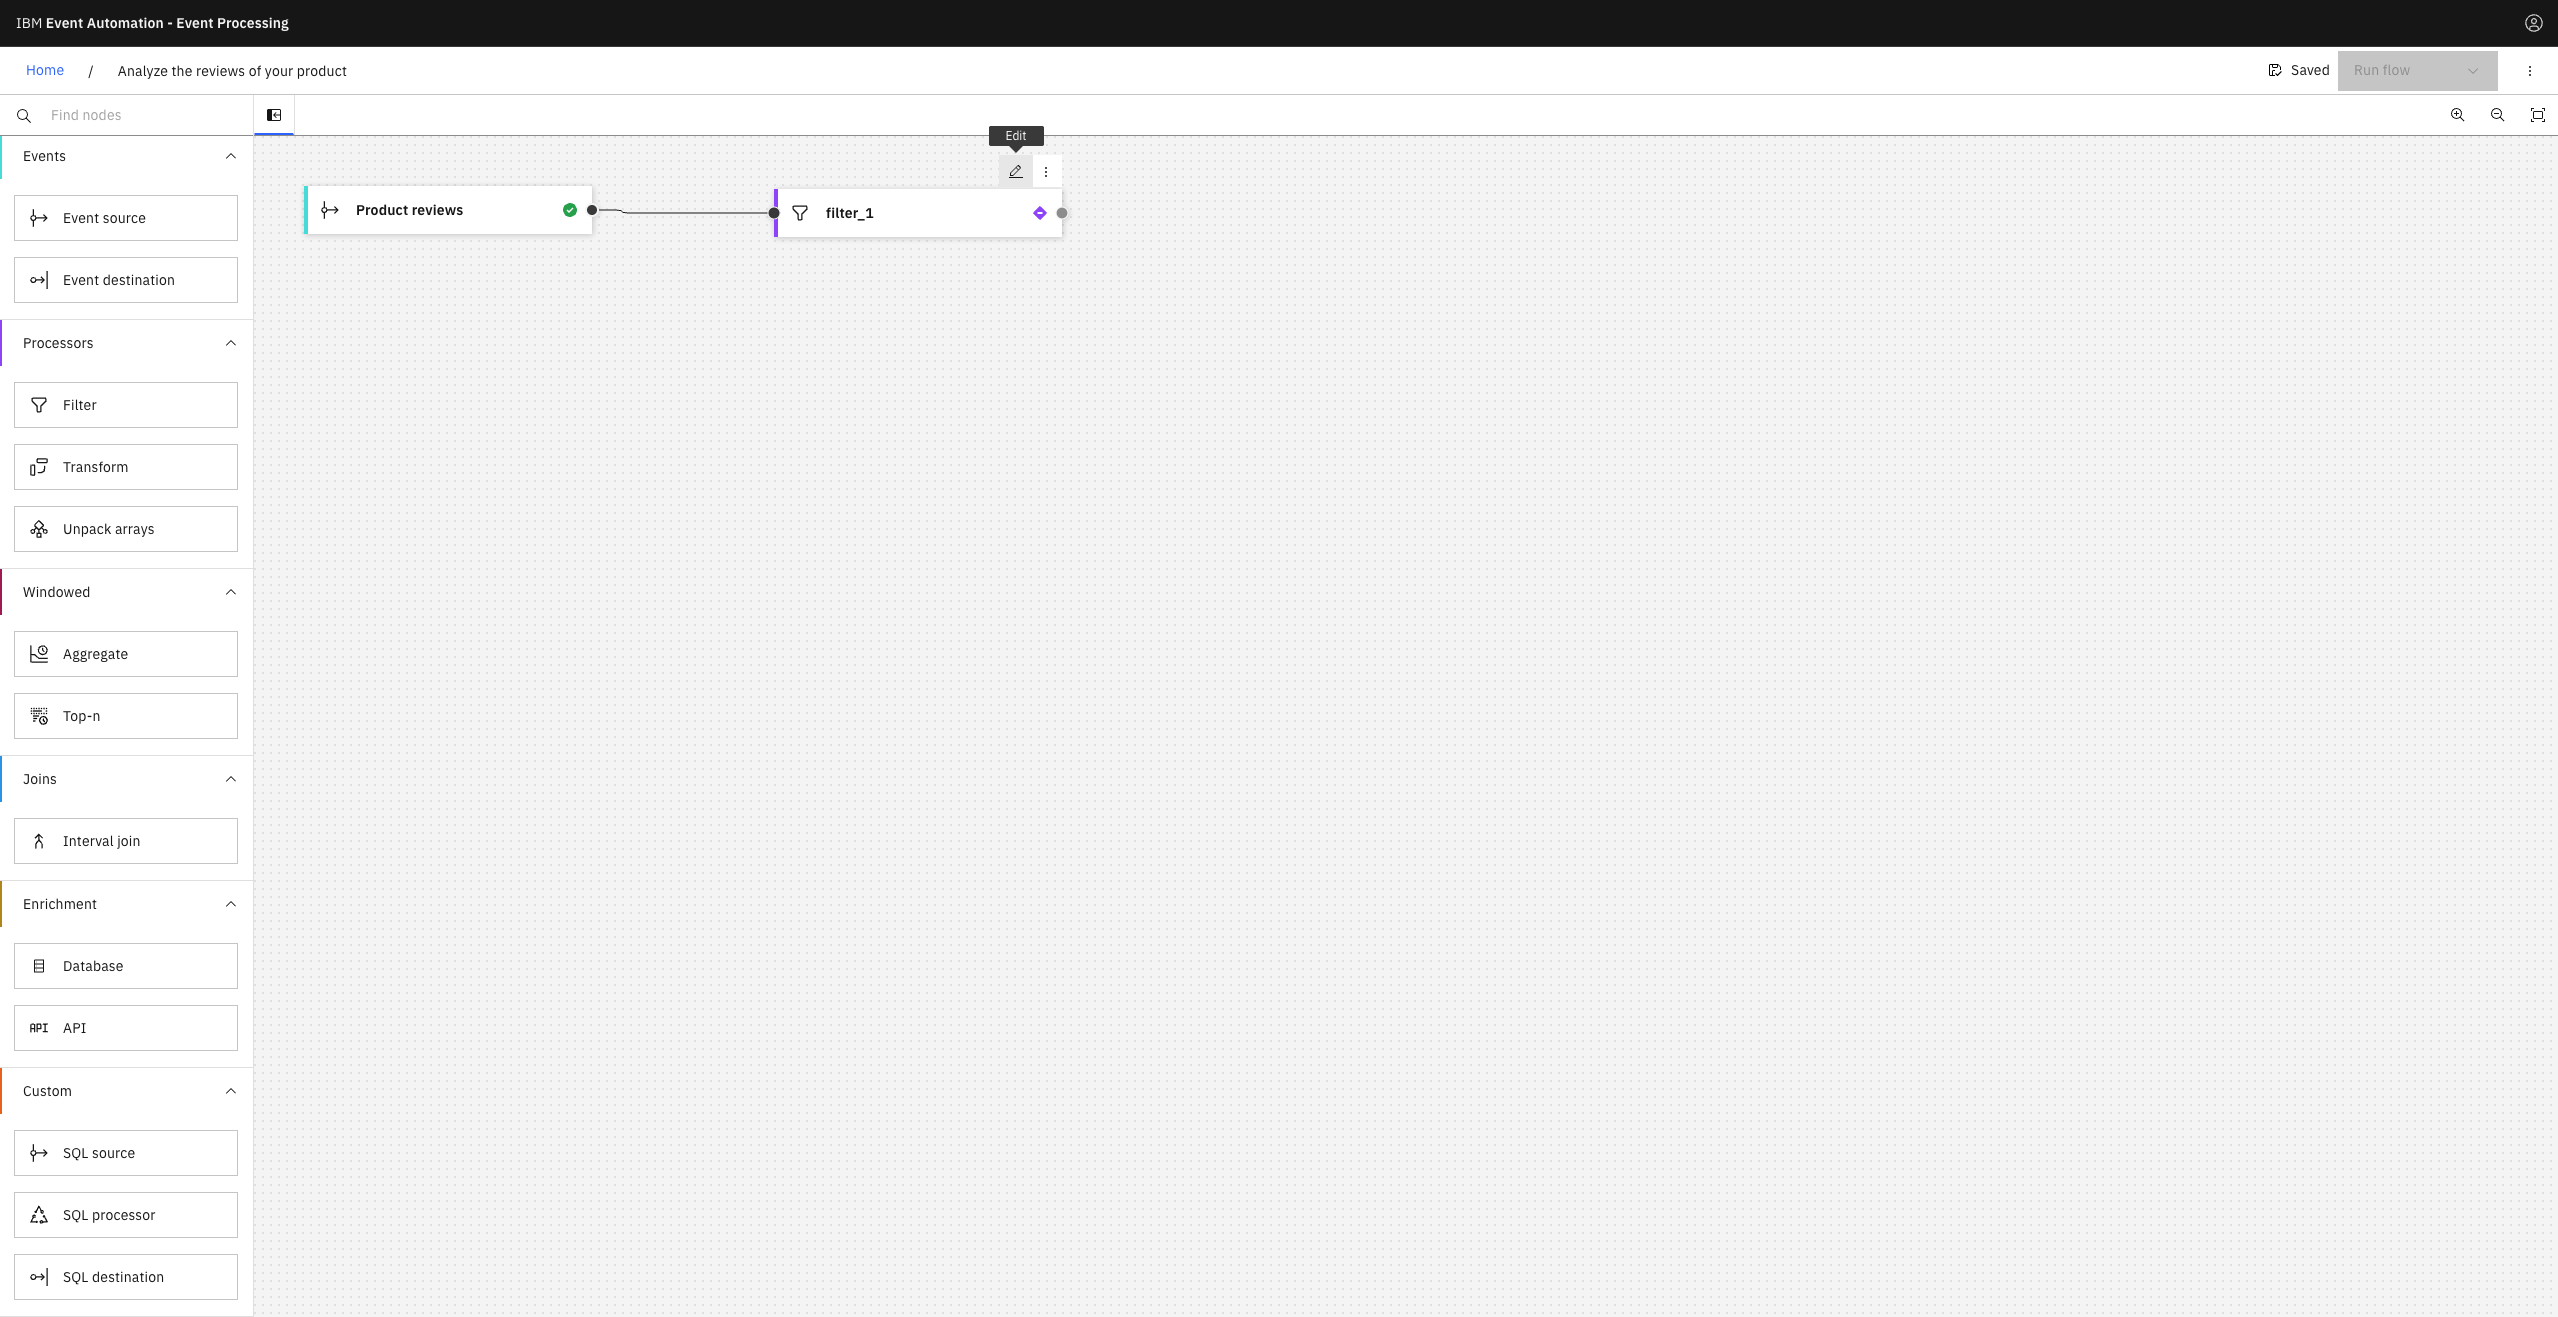 IBM Event Automation - Event Processing
Home / Analyze the reviews of your product
Saved
Run flow
Find nodes
Edit
Events
Event source
Event destination
Processors
Filter
Transform
Unpack arrays
Windowed
Aggregate
Top-n
Joins
Interval join
Enrichment
Database
API API
Custom
SQL source
SQL processor
SQL destination
Product reviews
filter_1